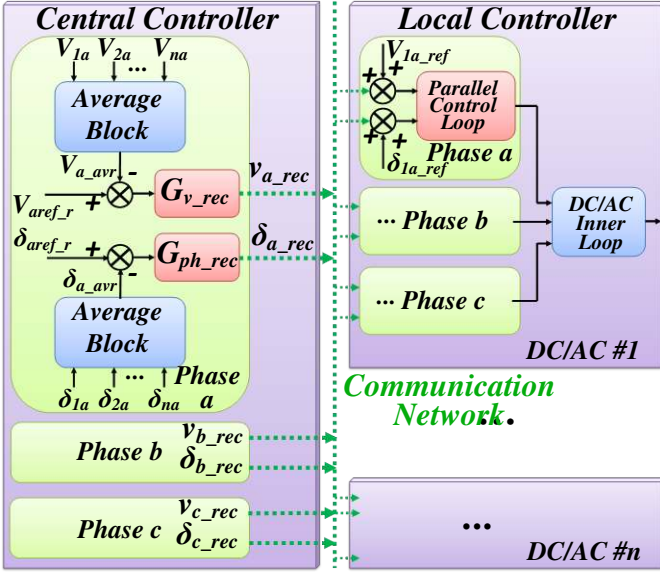 Central Controller
V1a V2a ... Vna
Average
Block
Va_avr
-
+
Varef_r
Gv_rec
va_rec
δaref_r
+
-
Gph_rec
δa_rec
δa_avr
Average
Block
...
δ1a δ2a δna
Phase
a
Phase b
vb_rec
δb_rec
Phase c
vc_rec
δc_rec
Local Controller
V1a_ref
+ +
+ +
Parallel
Control
Loop
δ1a_ref
Phase a
... Phase b
... Phase c
DC/AC
Inner
Loop
DC/AC #1
Communication
Network
...
...
DC/AC #n